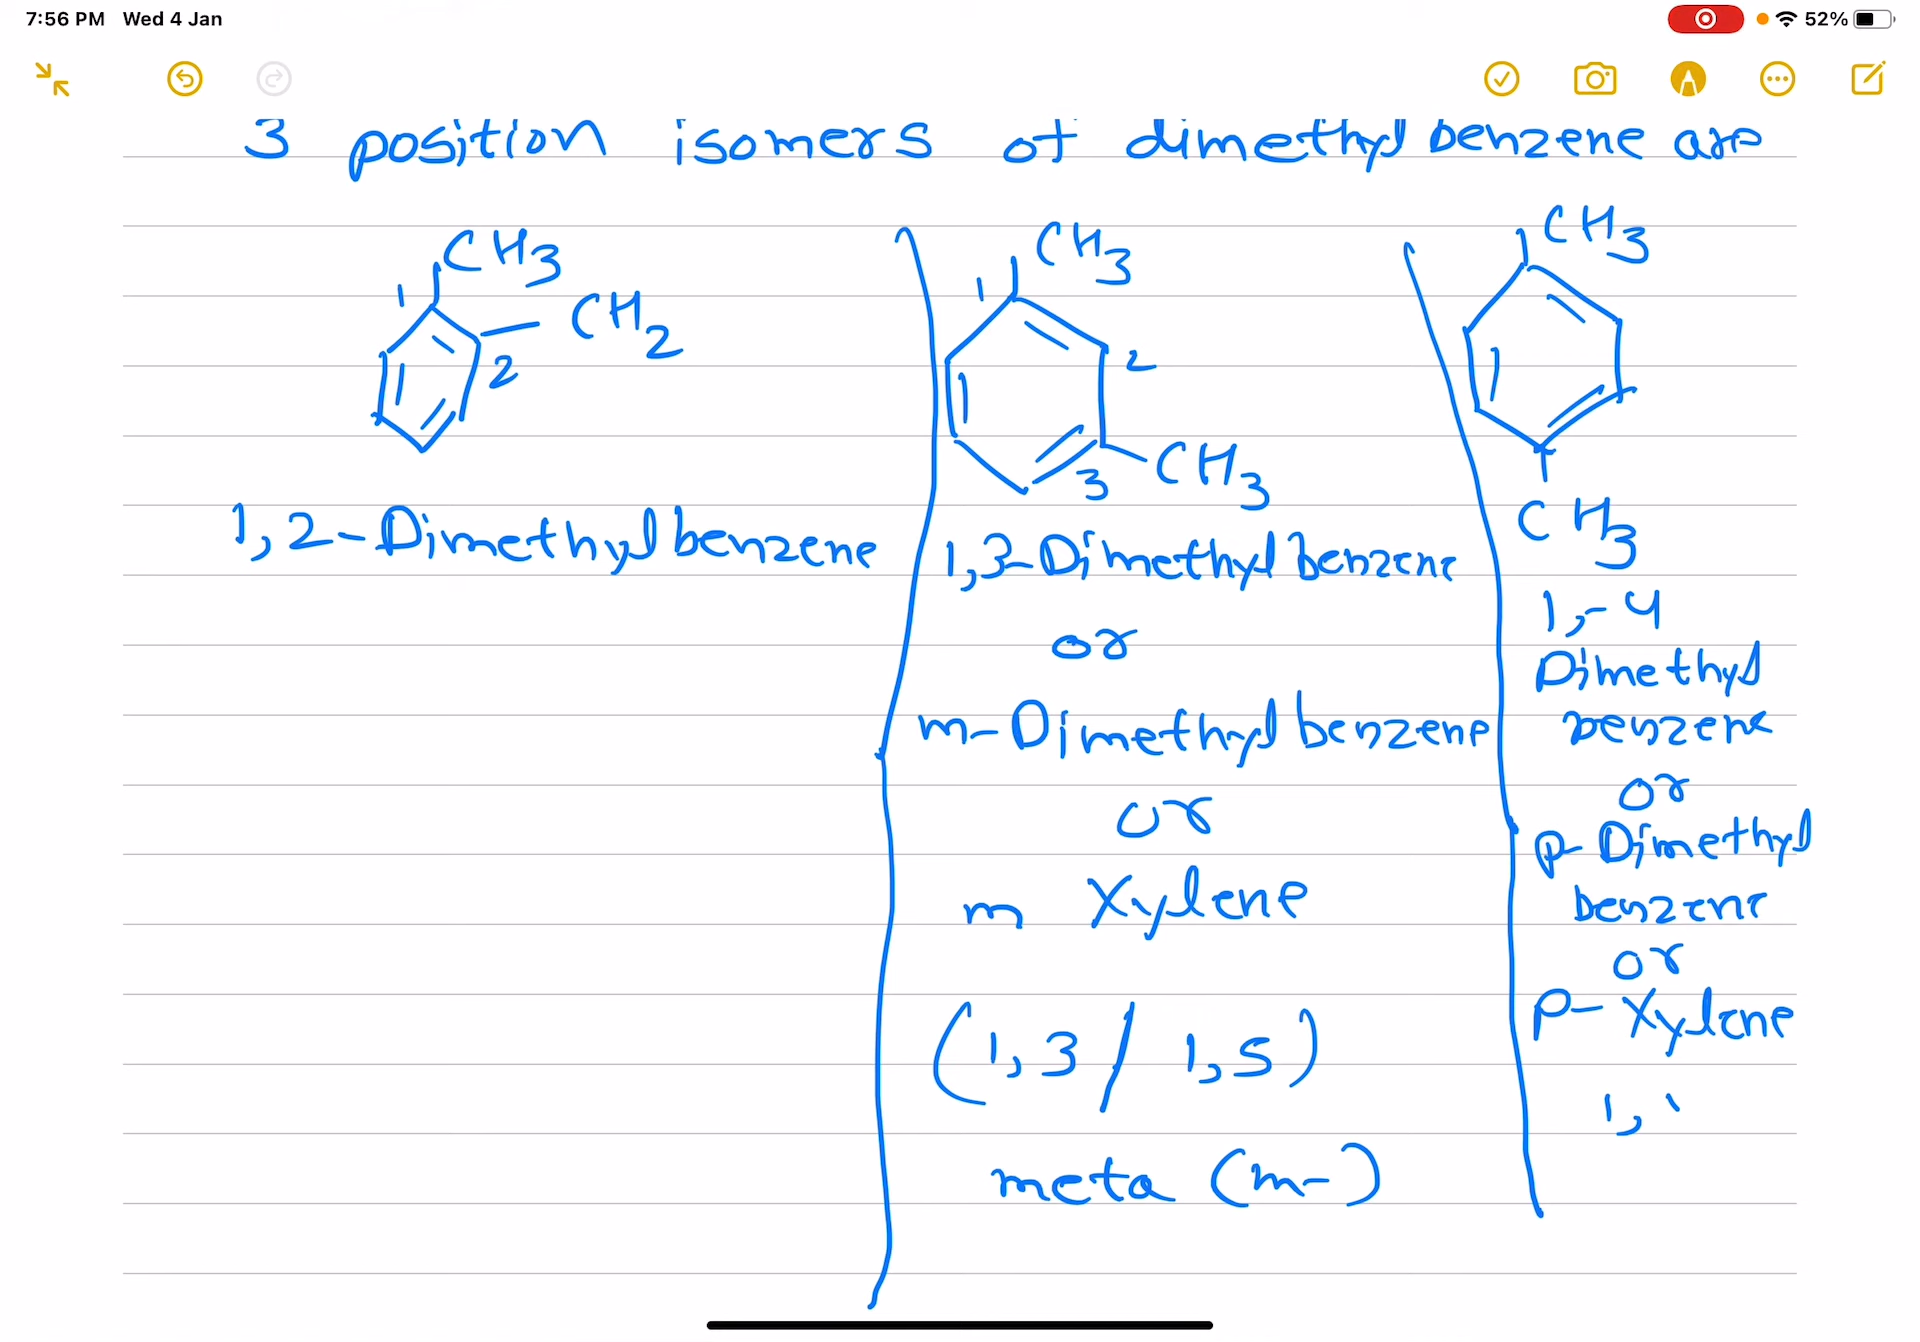 7:56 PM Wed 4 Jan
52%
3 position isomers of dimethyl benzene are
CH3
1
CH2
2
1,2-Dimethyl benzene
CH3
1
2
3
CH3
1,3-Dimethyl benzene
or
m-Dimethyl benzene
or
m Xylene
(1,3/ 1,5)
meta (m-)
CH3
CH3
1,-4
Dimethyl
benzene
or
p-Dimethyl
benzene
or
p-Xylene
1,